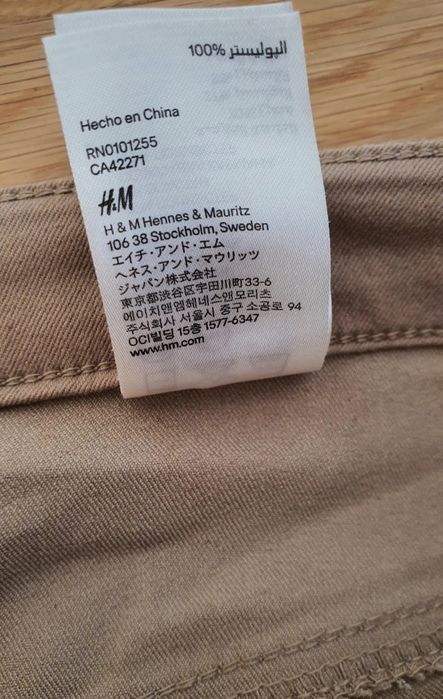 100% البوليستر
Hecho en China
RN0101255
CA42271
H&M
H & M Hennes & Mauritz
106 38 Stockholm, Sweden
エイチ・アンド・エム
ヘネス・アンド・マウリッツ
ジャパン株式会社
東京都渋谷区宇田川町33-6
에이치앤엠헤네스앤모리츠
주식회사 서울시 중구 소공로 94
OCI빌딩 15층 1577-6347
www.hm.com